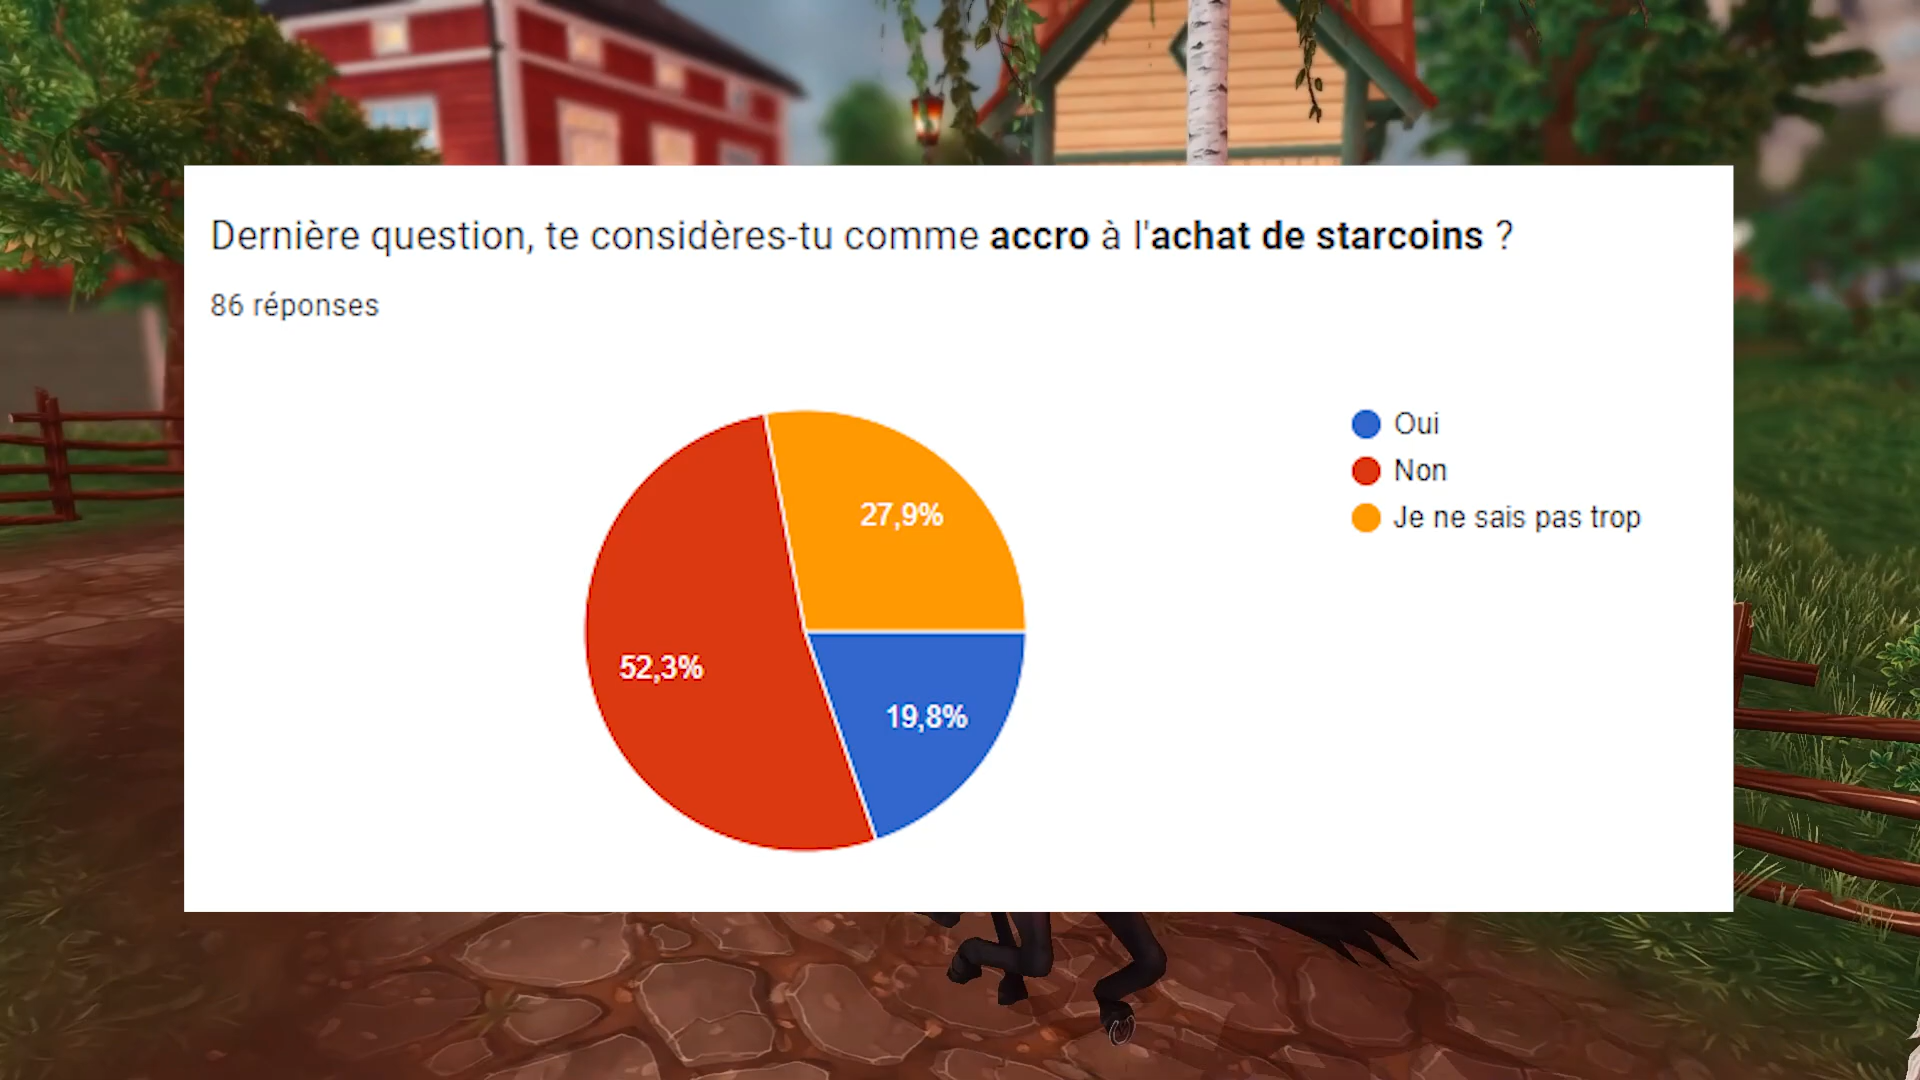 Dernière question, te considères-tu comme accro à l'achat de starcoins ?
86 réponses
Oui
Non
Je ne sais pas trop
27,9%
52,3%
19,8%